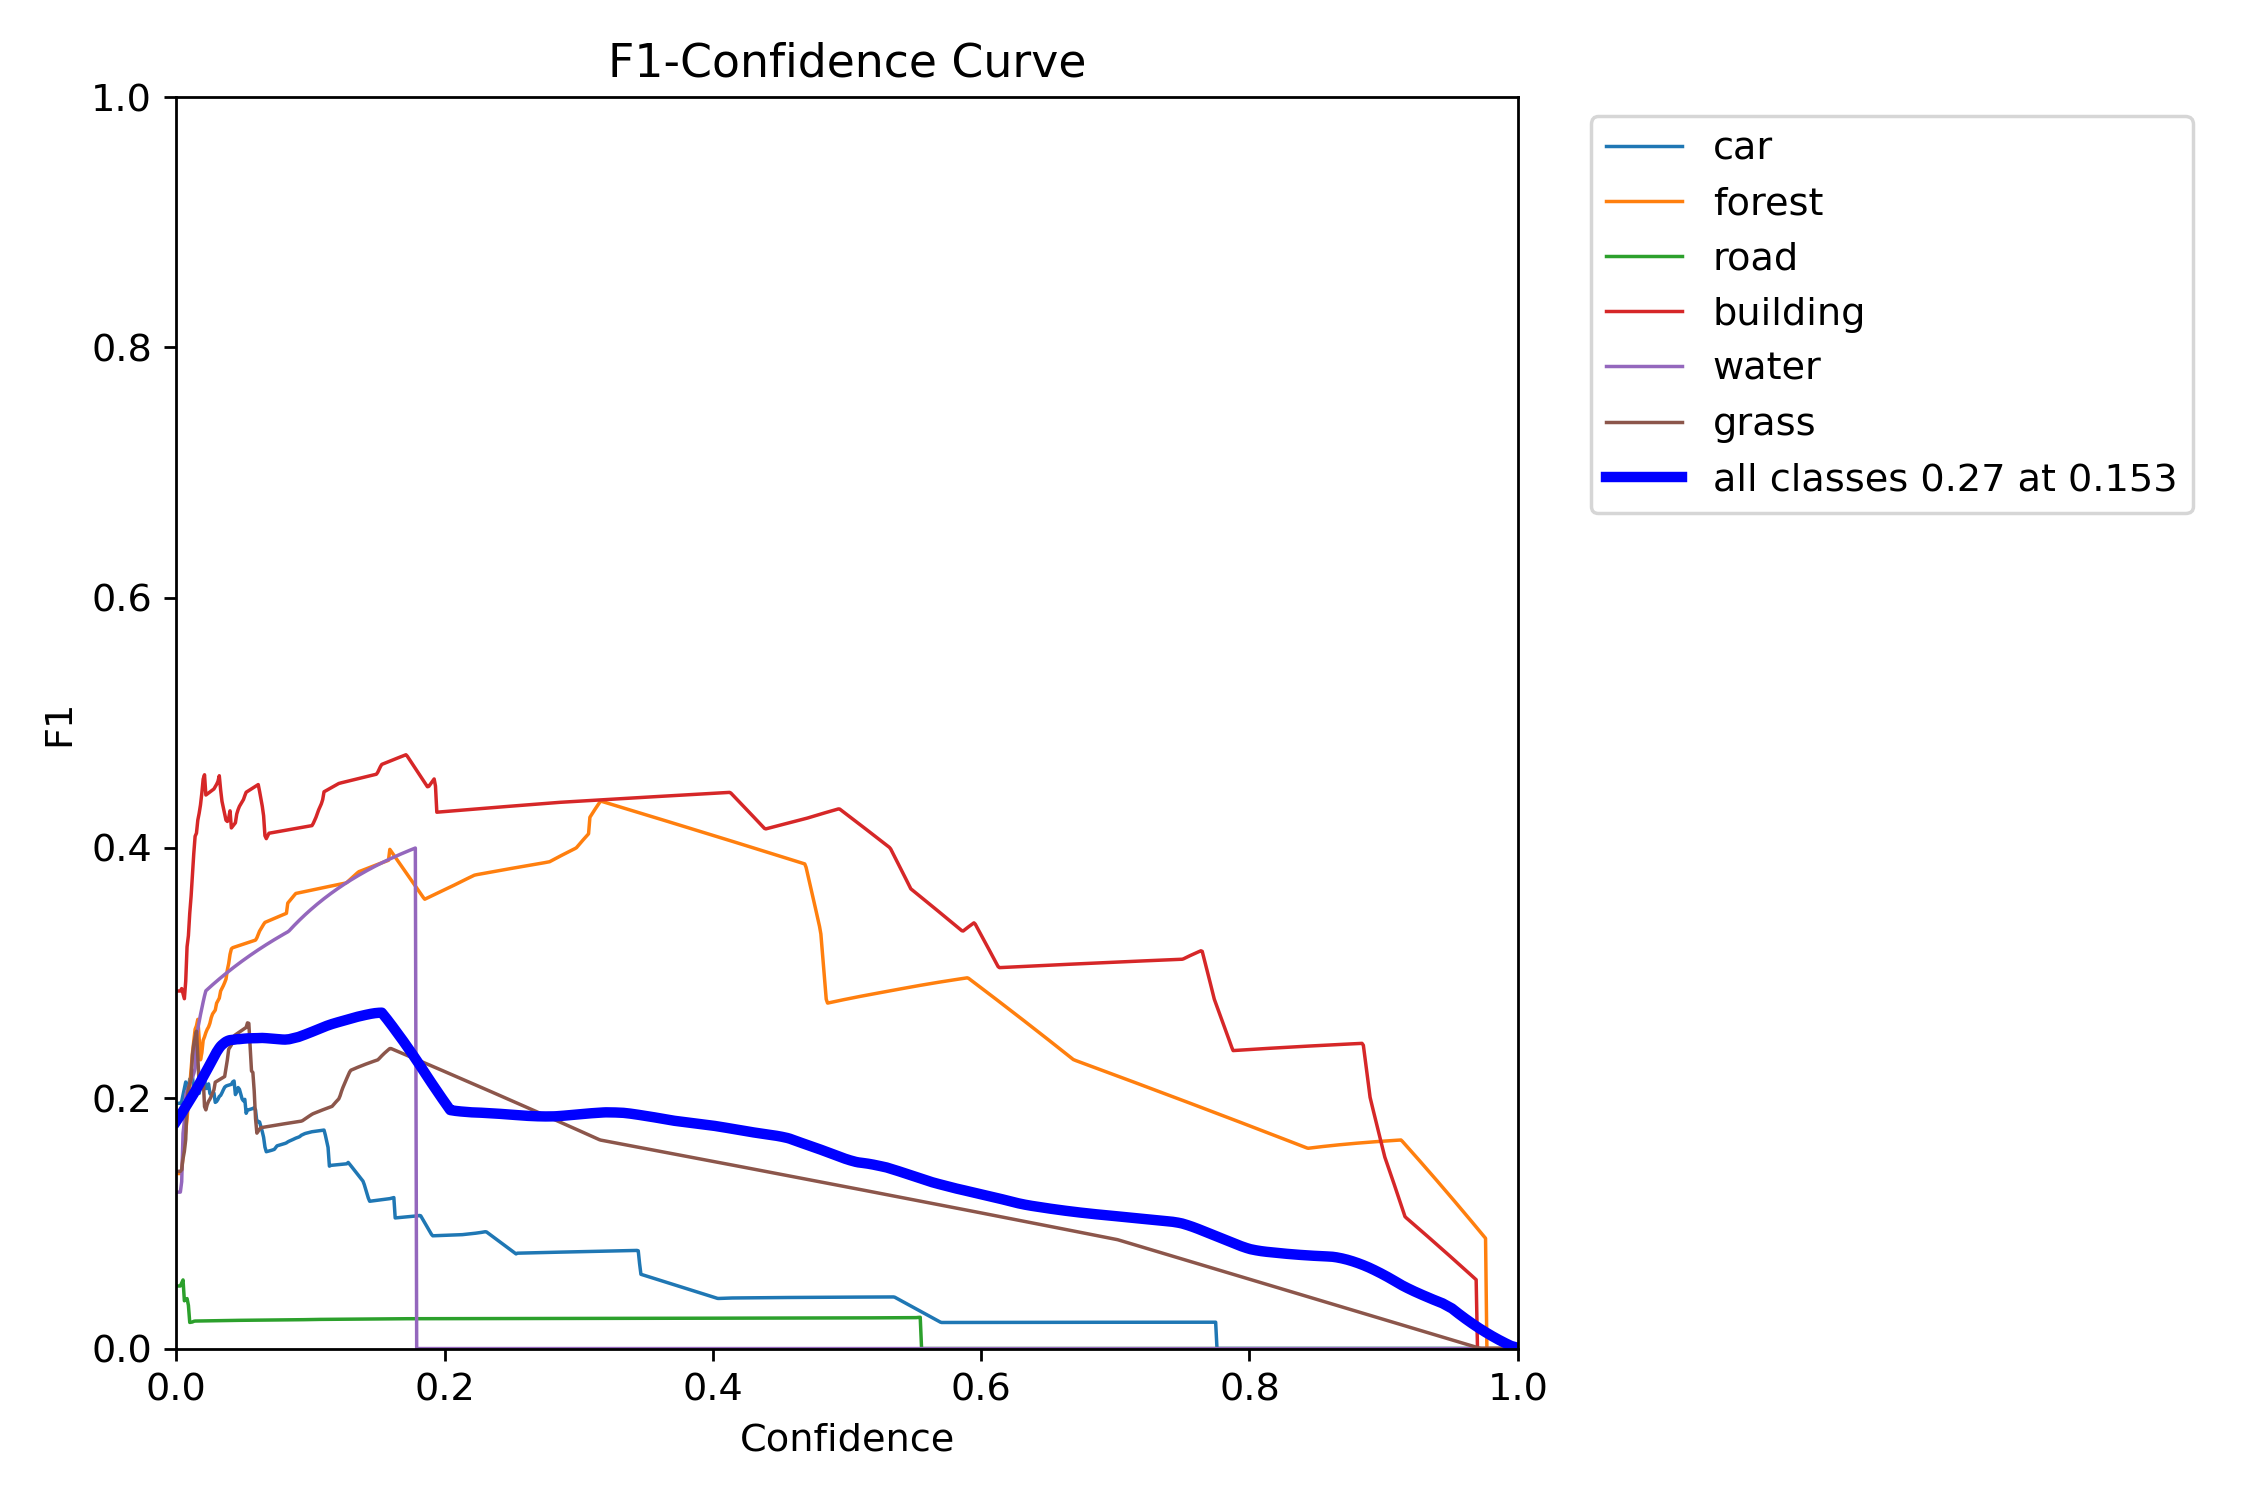 F1-Confidence Curve
1.0
0.8
0.6
0.4
0.2
0.0
F1
0.0 0.2 0.4 0.6 0.8 1.0
Confidence
car
forest
road
building
water
grass
all classes 0.27 at 0.153